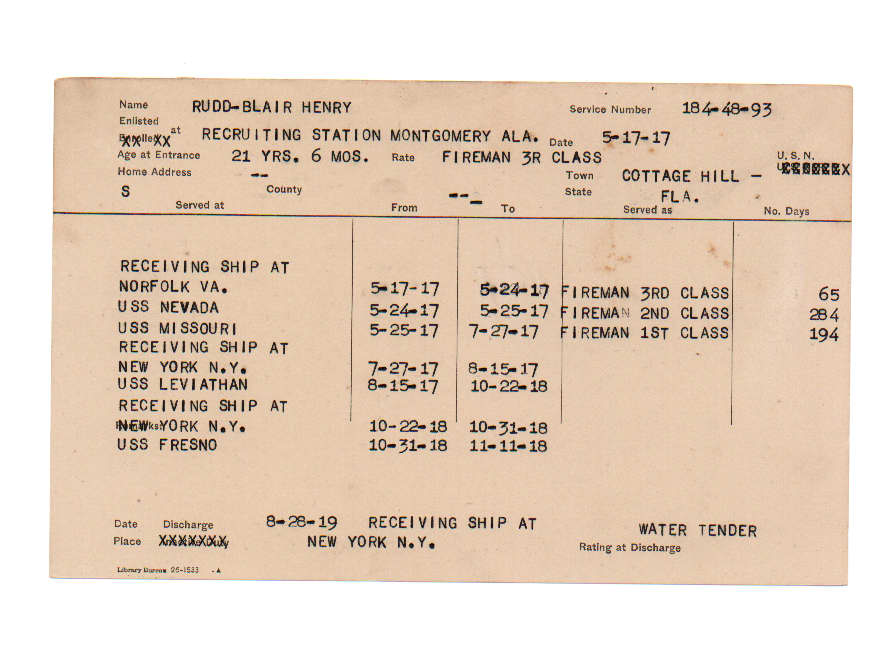 Name RUDD-BLAIR HENRY Service Number 184-48-93
Enlisted
Enrolled at RECRUITING STATION MONTGOMERY ALA. Date 5-17-17
Age at Entrance 21 YRS. 6 MOS. Rate FIREMAN 3R CLASS U. S. N.
Home Address -- Town COTTAGE HILL -
S County -- - State FLA.
Served at From To Served as No. Days
RECEIVING SHIP AT
NORFOLK VA. 5-17-17 5-24-17 FIREMAN 3RD CLASS 65
USS NEVADA 5-24-17 5-25-17 FIREMAN 2ND CLASS 284
USS MISSOURI 5-25-17 7-27-17 FIREMAN 1ST CLASS 194
RECEIVING SHIP AT
NEW YORK N.Y. 7-27-17 8-15-17
USS LEVIATHAN 8-15-17 10-22-18
RECEIVING SHIP AT
NEW YORK N.Y. 10-22-18 10-31-18
USS FRESNO 10-31-18 11-11-18
Date Discharge 8-28-19 RECEIVING SHIP AT WATER TENDER
Place XXXXXXX NEW YORK N.Y. Rating at Discharge
Library Bureau 26-1533 - A